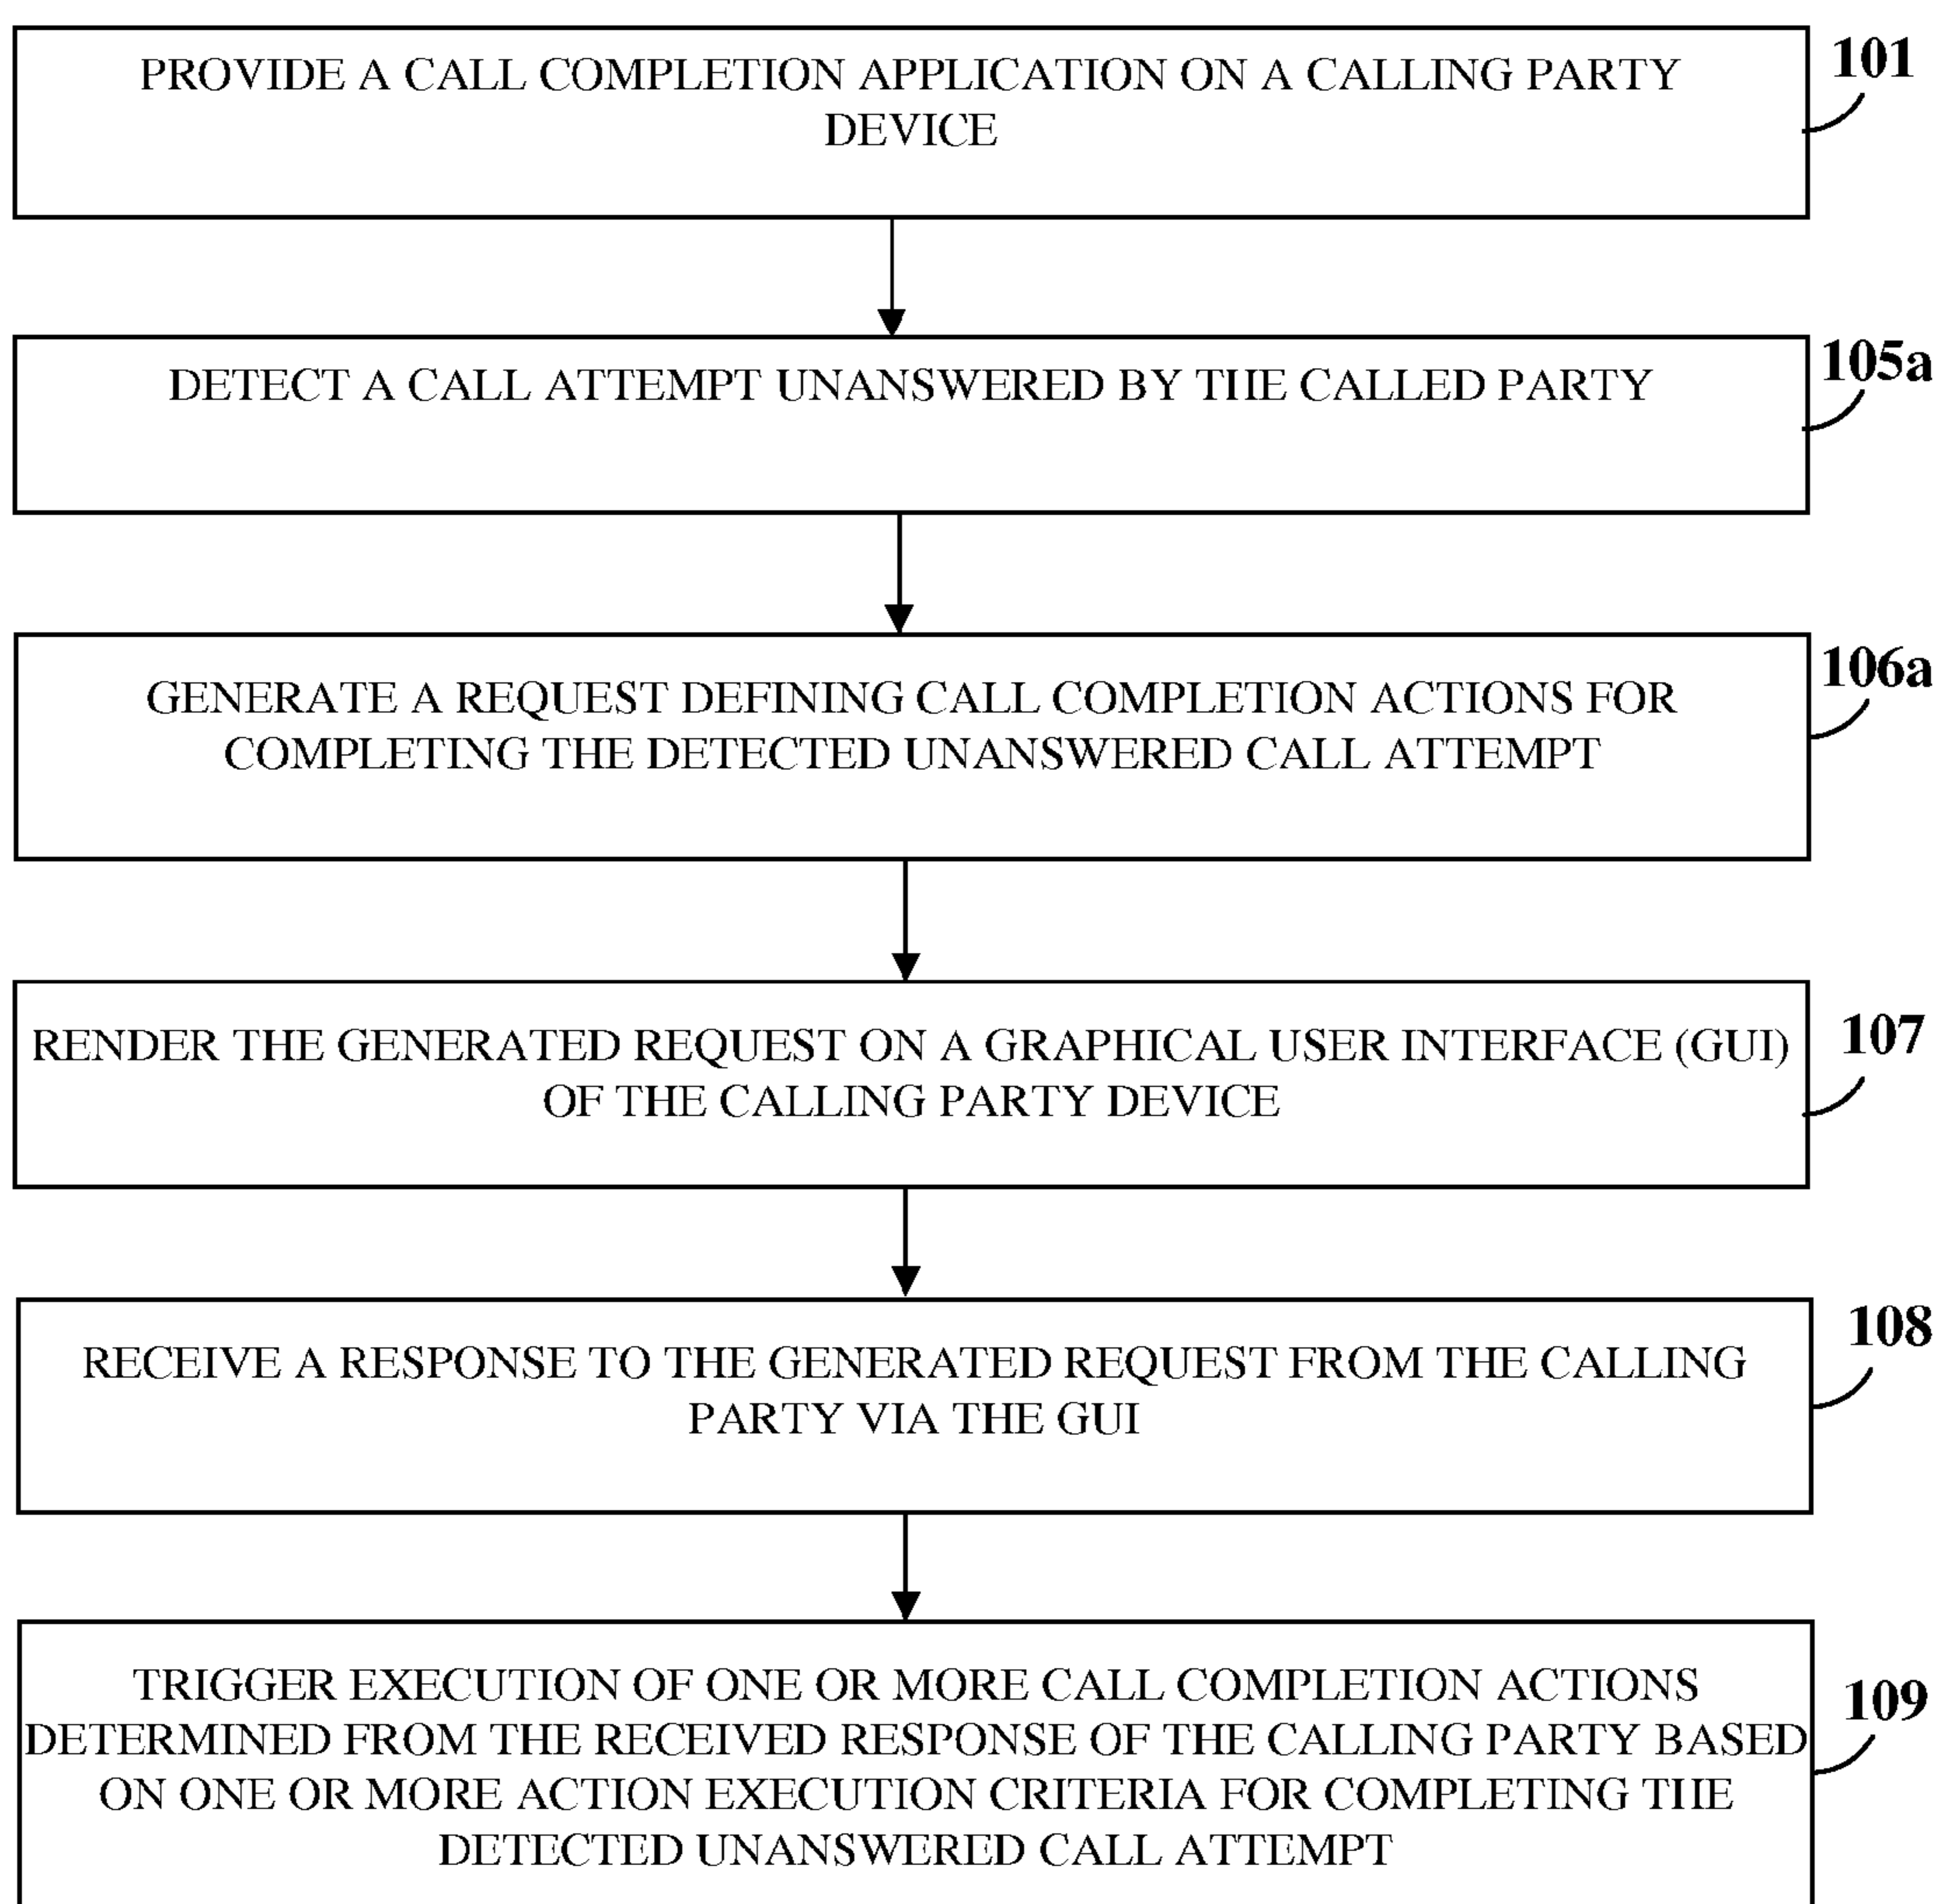 PROVIDE A CALL COMPLETION APPLICATION ON A CALLING PARTY
DEVICE
101
DETECT A CALL ATTEMPT UNANSWERED BY THE CALLED PARTY
105a
GENERATE A REQUEST DEFINING CALL COMPLETION ACTIONS FOR
COMPLETING THE DETECTED UNANSWERED CALL ATTEMPT
106a
RENDER THE GENERATED REQUEST ON A GRAPHICAL USER INTERFACE (GUI)
OF THE CALLING PARTY DEVICE
107
RECEIVE A RESPONSE TO THE GENERATED REQUEST FROM THE CALLING
PARTY VIA THE GUI
108
TRIGGER EXECUTION OF ONE OR MORE CALL COMPLETION ACTIONS
DETERMINED FROM THE RECEIVED RESPONSE OF THE CALLING PARTY BASED
ON ONE OR MORE ACTION EXECUTION CRITERIA FOR COMPLETING THE
DETECTED UNANSWERED CALL ATTEMPT
109